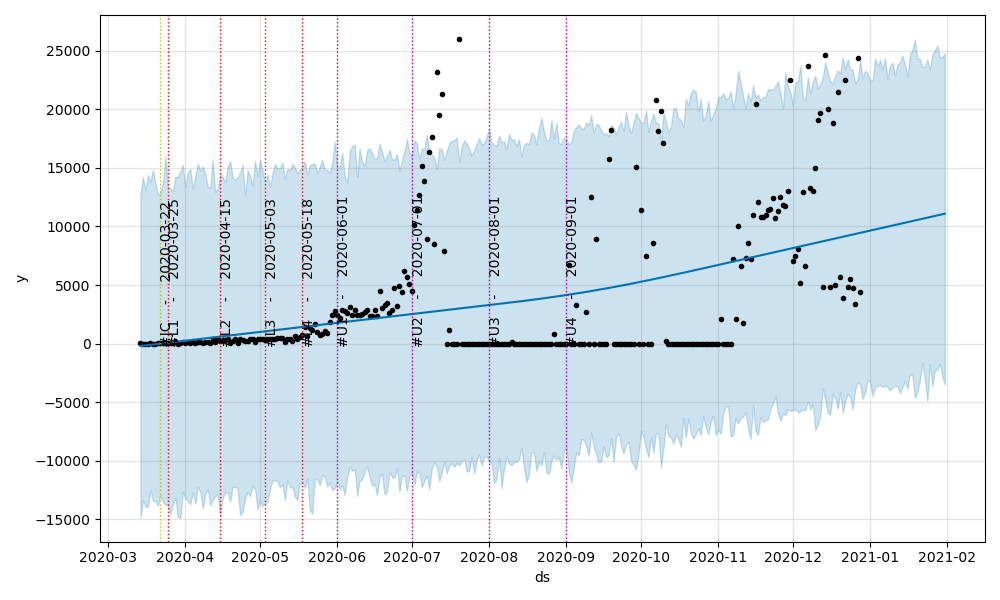 25000
20000
15000
10000
5000
0
−5000
−10000
−15000
y
#JC - 2020-03-22
#L1 - 2020-03-25
#L2 - 2020-04-15
#L3 - 2020-05-03
#L4 - 2020-05-18
#U1 - 2020-06-01
#U2 - 2020-07-01
#U3 - 2020-08-01
#U4 - 2020-09-01
2020-03 2020-04 2020-05 2020-06 2020-07 2020-08 2020-09 2020-10 2020-11 2020-12 2021-01 2021-02
ds